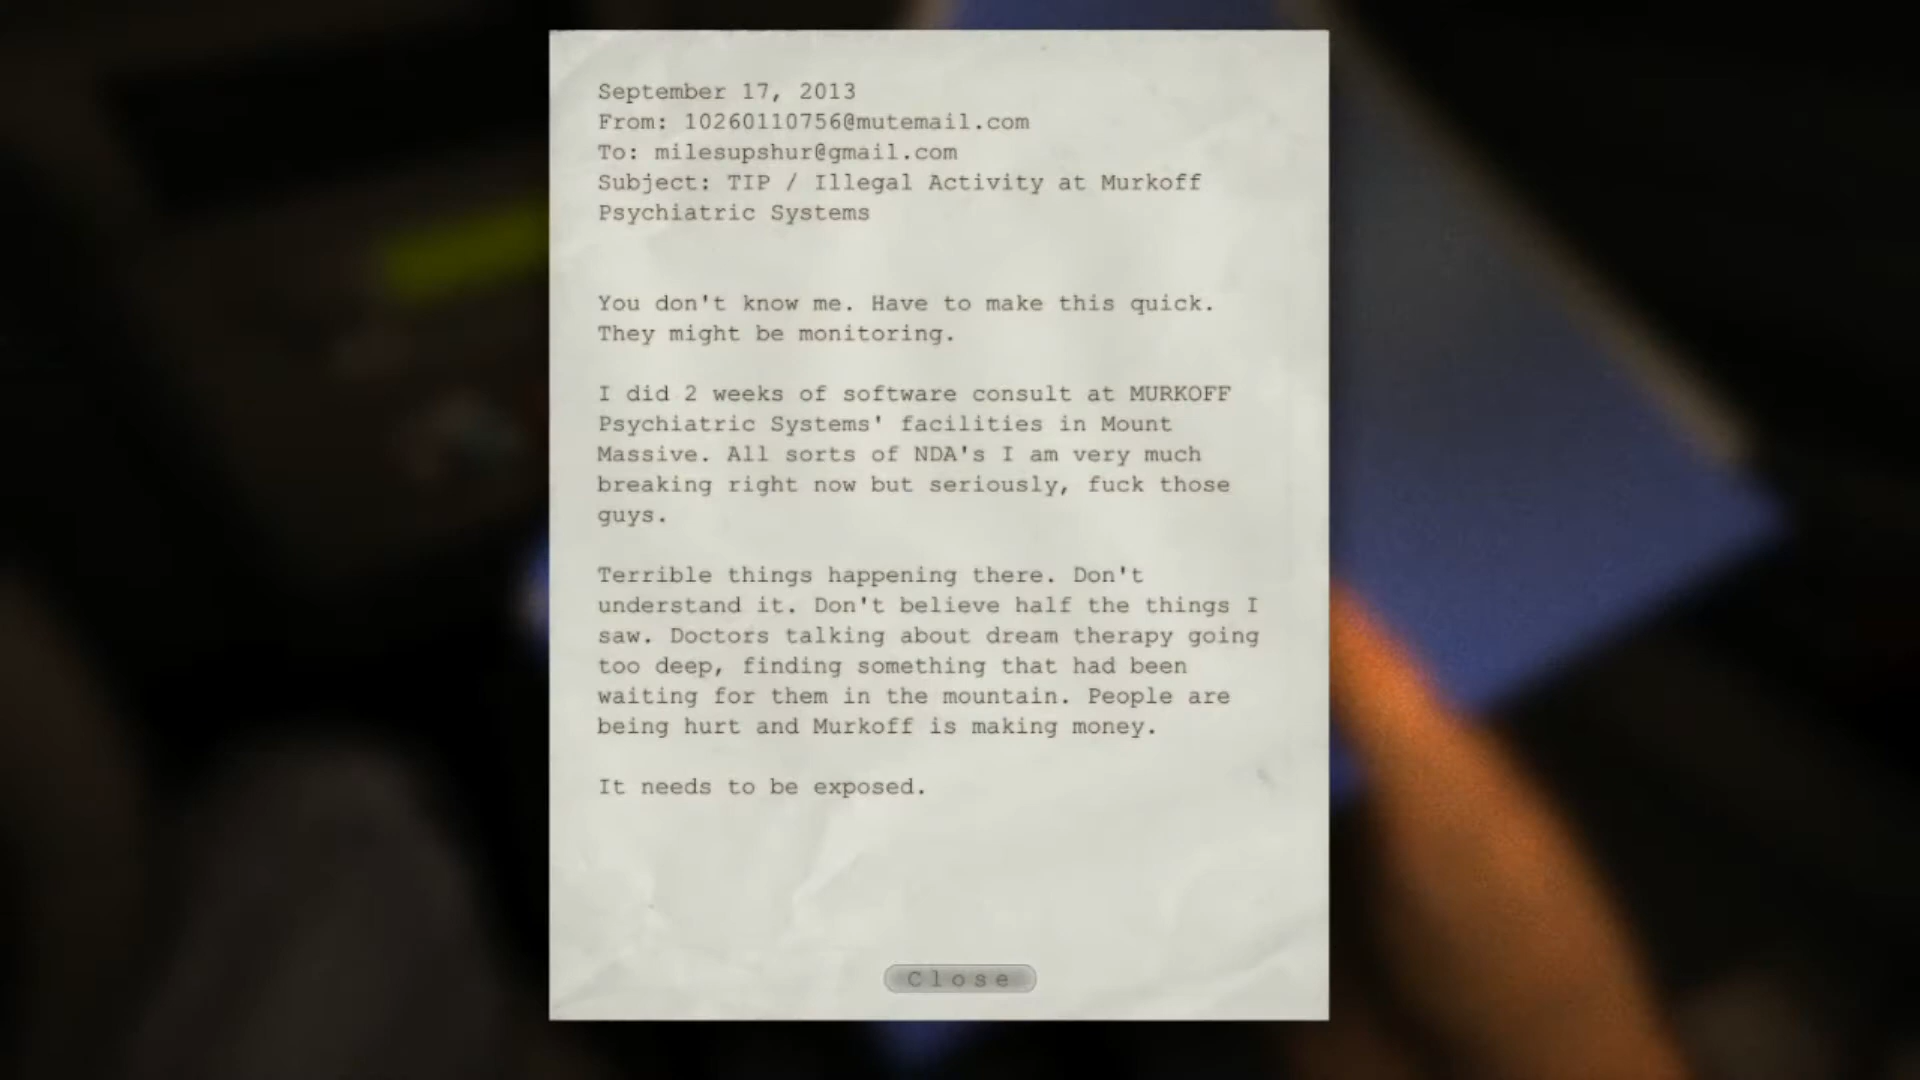 September 17, 2013
From: 10260110756@mutemail.com
To: milesupshur@gmail.com
Subject: TIP / Illegal Activity at Murkoff
Psychiatric Systems
You don't know me. Have to make this quick.
They might be monitoring.
I did 2 weeks of software consult at MURKOFF
Psychiatric Systems' facilities in Mount
Massive. All sorts of NDA's I am very much
breaking right now but seriously, fuck those
guys.
Terrible things happening there. Don't
understand it. Don't believe half the things I
saw. Doctors talking about dream therapy going
too deep, finding something that had been
waiting for them in the mountain. People are
being hurt and Murkoff is making money.
It needs to be exposed.
Close